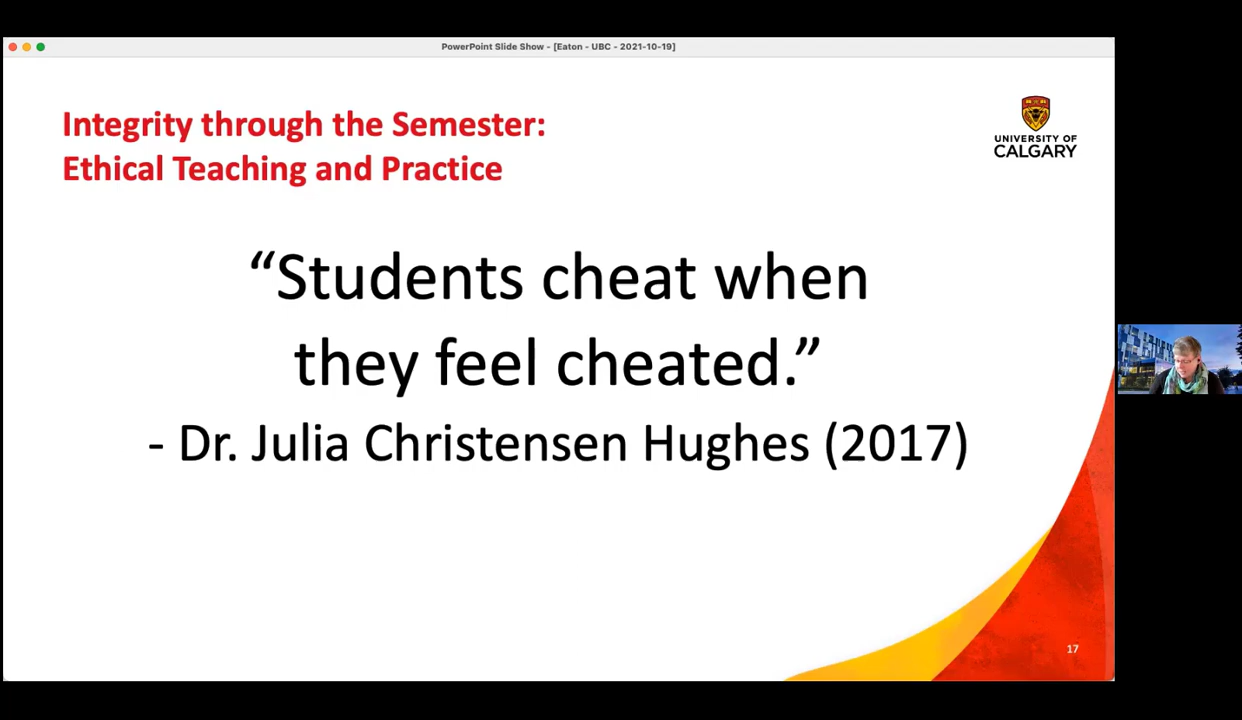 PowerPoint Slide Show - [Eaton - UBC - 2021-10-19]
Integrity through the Semester:
Ethical Teaching and Practice
UNIVERSITY OF
CALGARY
“Students cheat when
they feel cheated.”
- Dr. Julia Christensen Hughes (2017)
17